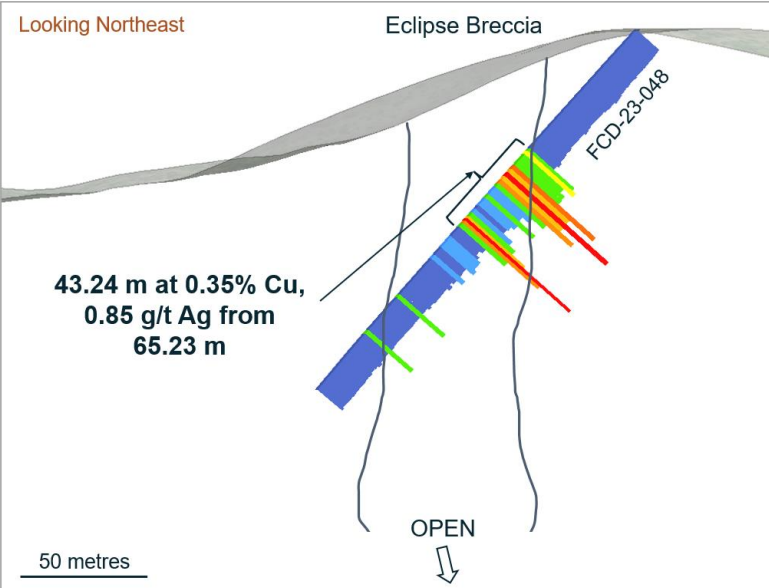 Looking Northeast
Eclipse Breccia
FCD-23-048
43.24 m at 0.35% Cu,
0.85 g/t Ag from
65.23 m
OPEN
50 metres